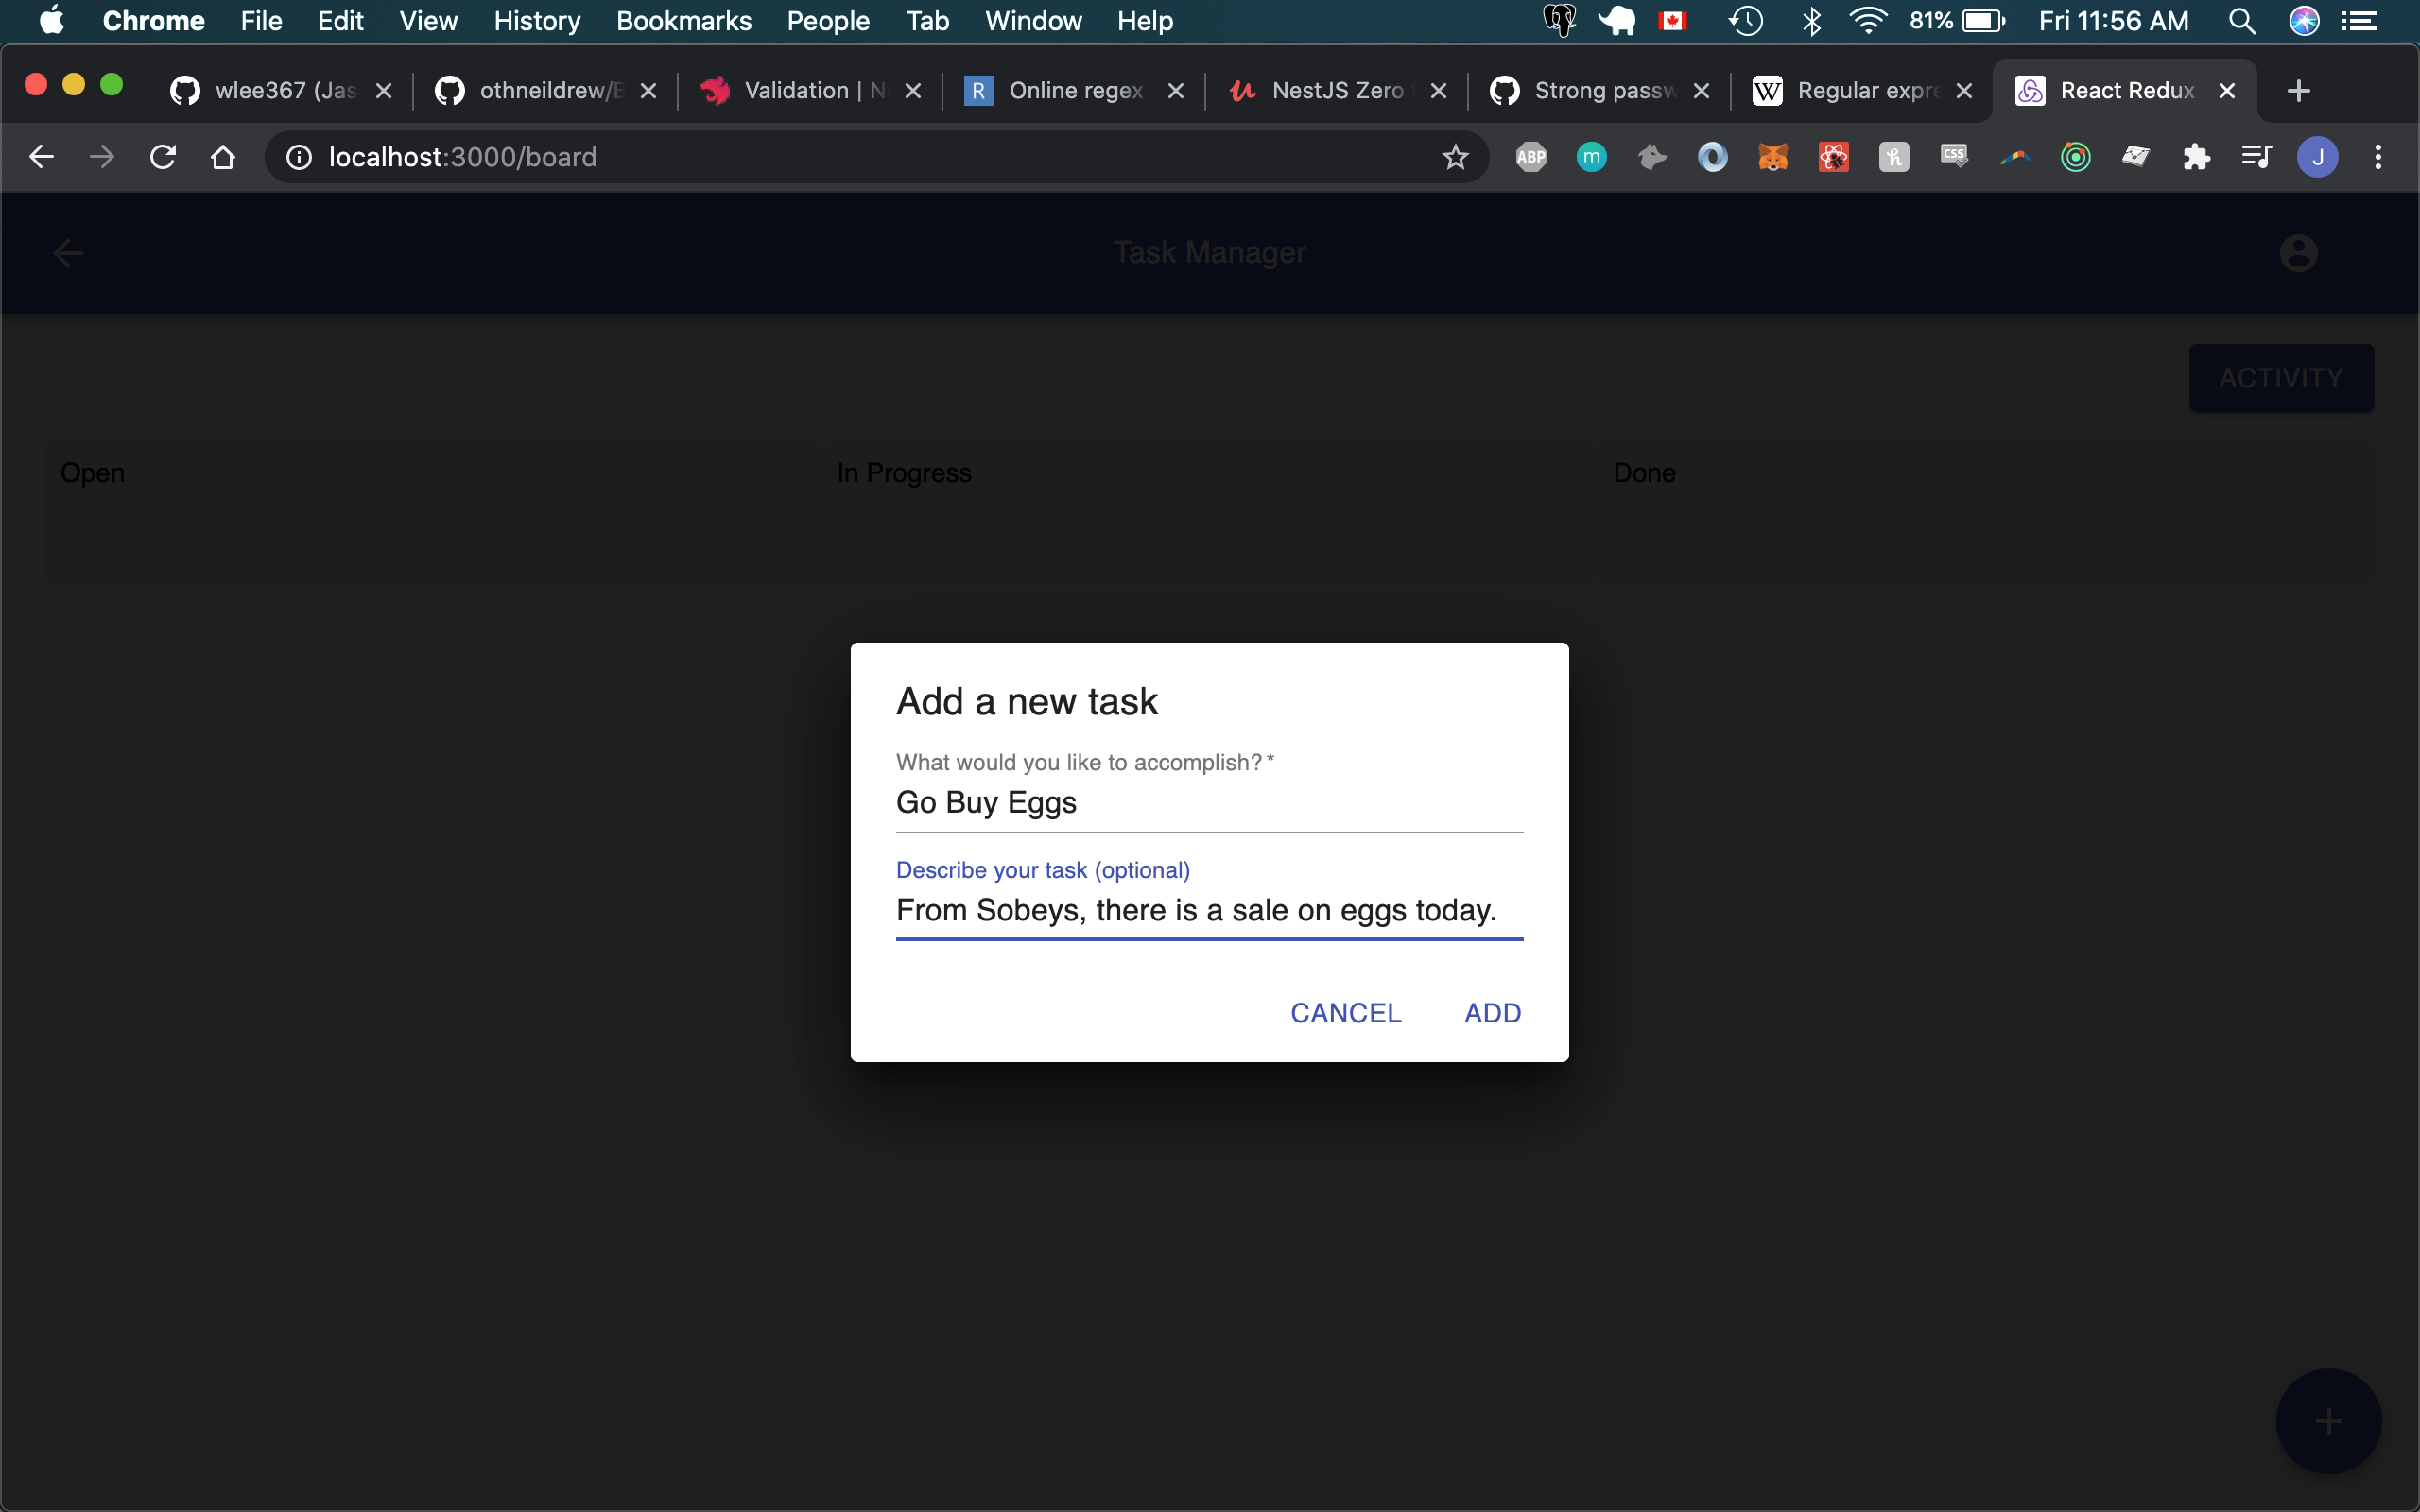 Chrome File Edit View History Bookmarks People Tab Window Help 81% Fri 11:56 AM
wlee367 (Jas othneildrew/B Validation | N R Online regex NestJS Zero Strong passw W Regular expre React Redux
localhost:3000/board ABP m CSS J
Task Manager
ACTIVITY
Open In Progress Done
Add a new task
What would you like to accomplish? *
Go Buy Eggs
Describe your task (optional)
From Sobeys, there is a sale on eggs today.
CANCEL ADD